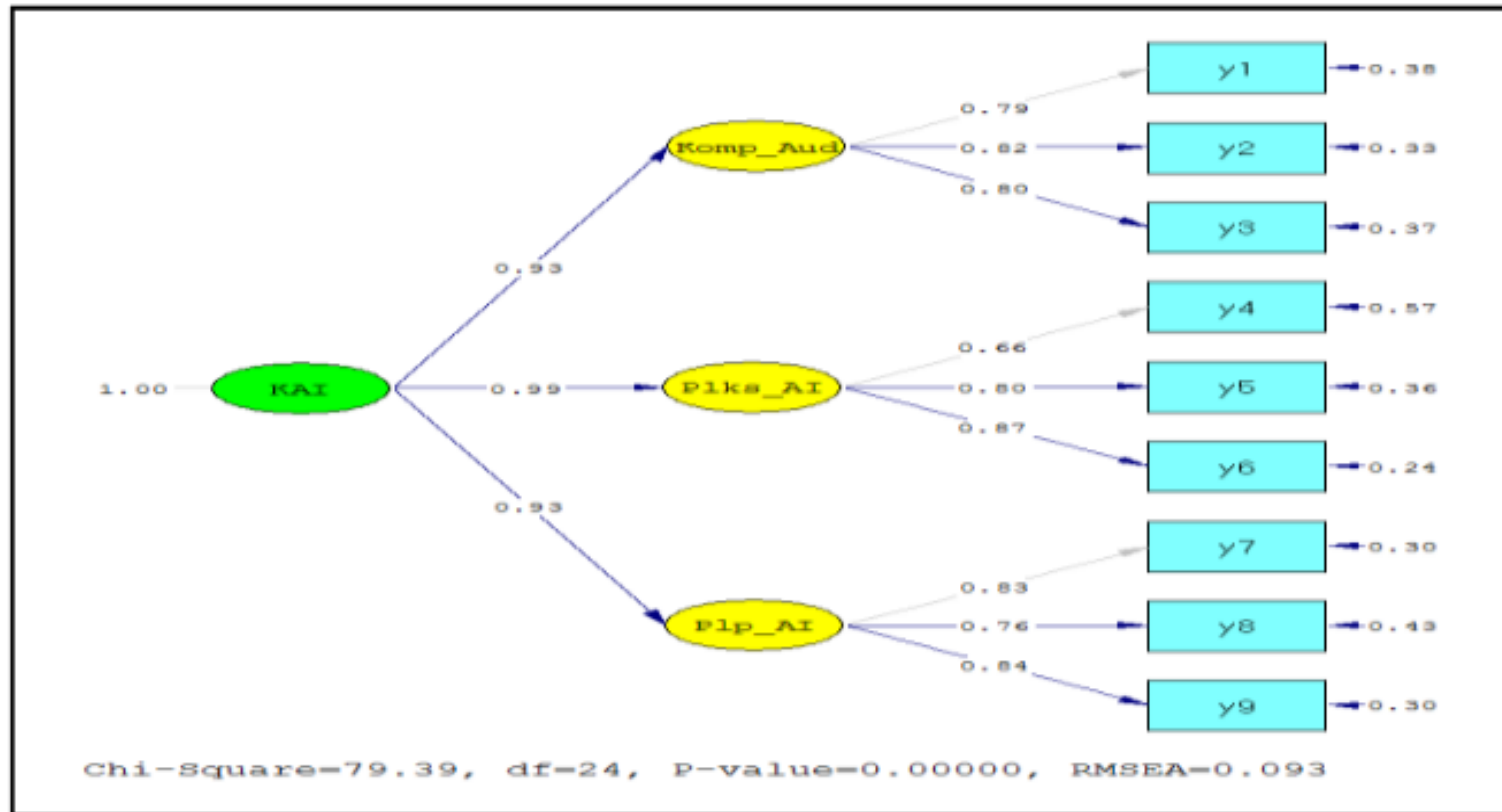 y1
0.38
0.79
Komp_Aud
0.82
y2
0.33
0.80
y3
0.37
0.93
y4
0.57
0.66
1.00
KAI
0.99
Plks_AI
0.80
y5
0.36
0.87
y6
0.24
0.93
y7
0.30
0.83
Plp_AI
0.76
y8
0.43
0.84
y9
0.30
Chi-Square=79.39, df=24, P-value=0.00000, RMSEA=0.093